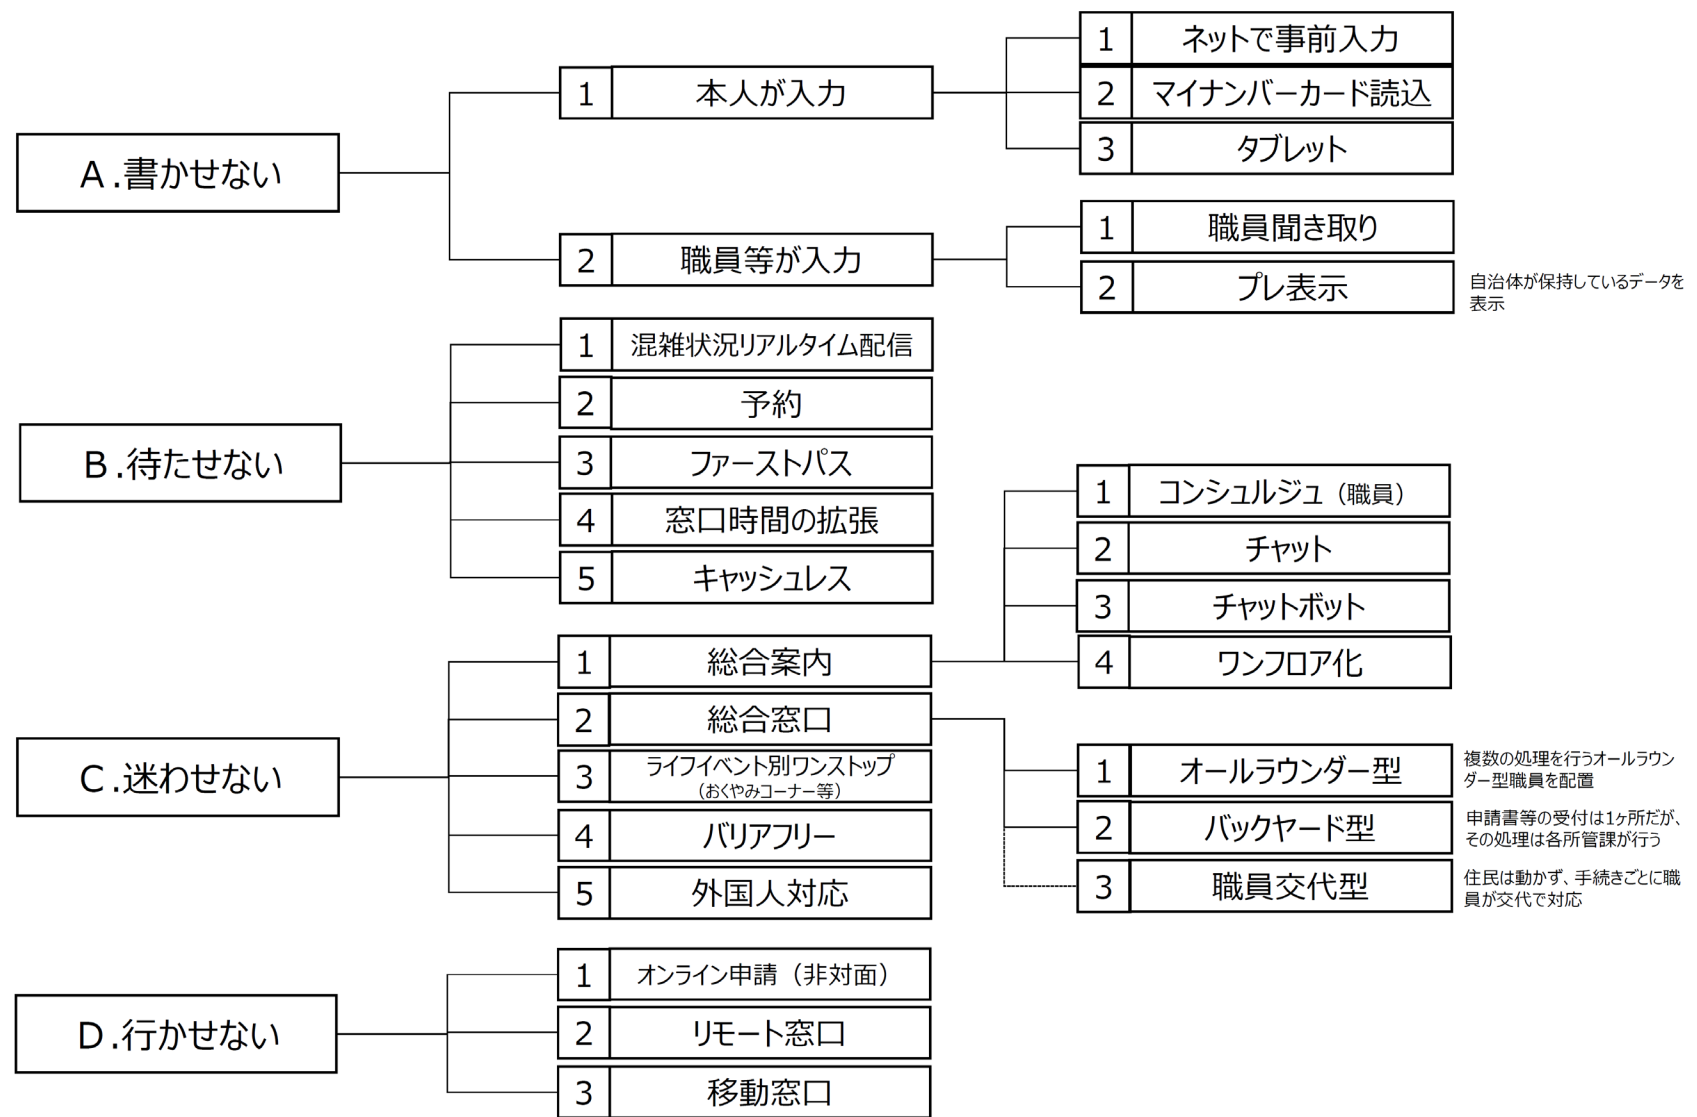 A.書かせない
1 本人が入力
1 ネットで事前入力
2 マイナンバーカード読込
3 タブレット
2 職員等が入力
1 職員聞き取り
2 プレ表示
自治体が保持しているデータを
表示
B.待たせない
1 混雑状況リアルタイム配信
2 予約
3 ファーストパス
4 窓口時間の拡張
5 キャッシュレス
C.迷わせない
1 総合案内
1 コンシュルジュ（職員）
2 チャット
3 チャットボット
4 ワンフロア化
2 総合窓口
1 オールラウンダー型
複数の処理を行うオールラウン
ダー型職員を配置
2 バックヤード型
申請書等の受付は1ヶ所だが、
その処理は各所管課が行う
3 職員交代型
住民は動かず、手続きごとに職
員が交代で対応
3 ライフイベント別ワンストップ
（おくやみコーナー等）
4 バリアフリー
5 外国人対応
D.行かせない
1 オンライン申請（非対面）
2 リモート窓口
3 移動窓口